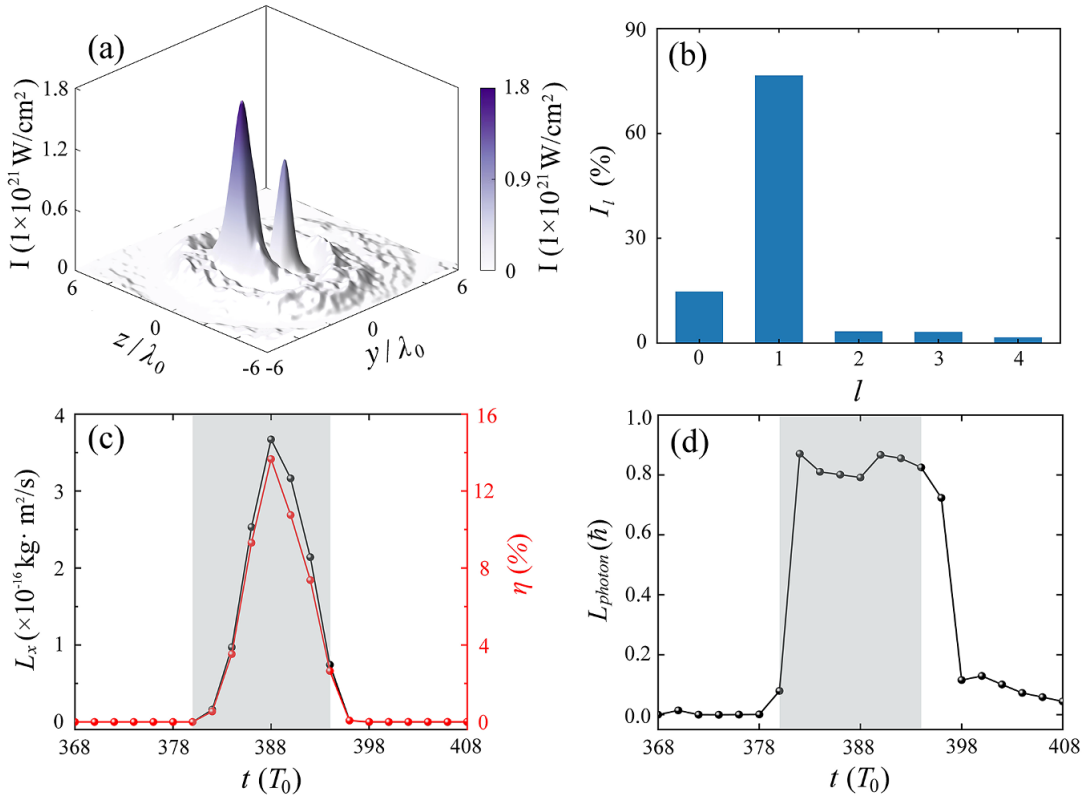 (a)
I (1×10²¹ W/cm²)
1.8
1.2
0.6
0
6
0
-6
z/λ₀
-6
0
6
y/λ₀
1.8
0.9
0
I (1×10²¹ W/cm²)
(b)
I_l (%)
90
60
30
0
0 1 2 3 4
l
(c)
L_x (×10⁻¹⁶ kg· m²/s)
4
3
2
1
0
16
12
8
4
0
η (%)
368 378 388 398 408
t (T₀)
(d)
L_photon (ħ)
1.0
0.8
0.6
0.4
0.2
0.0
368 378 388 398 408
t (T₀)